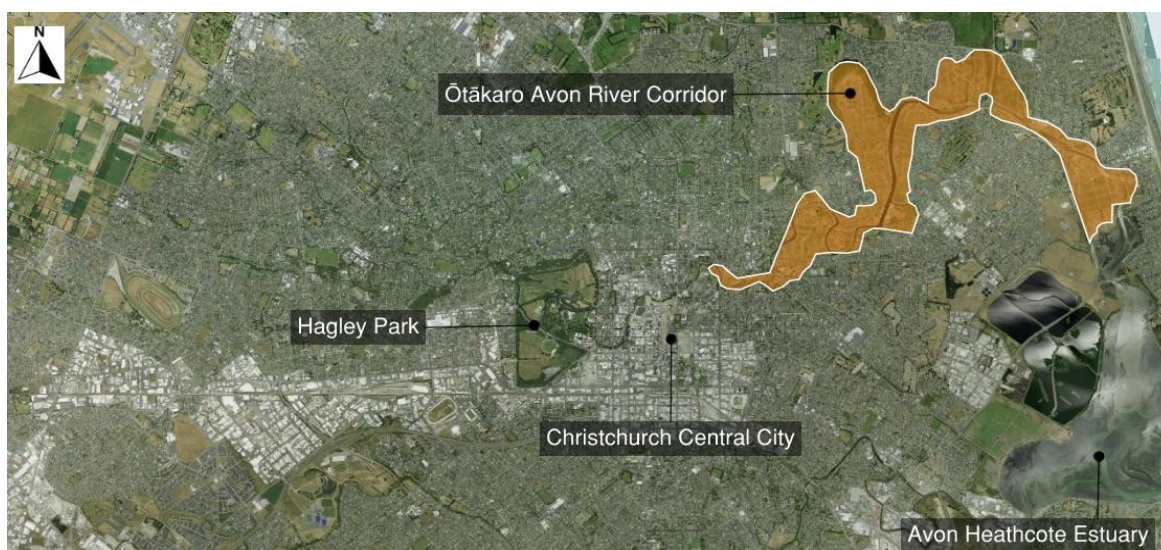 N
Ōtākaro Avon River Corridor
Hagley Park
Christchurch Central City
Avon Heathcote Estuary